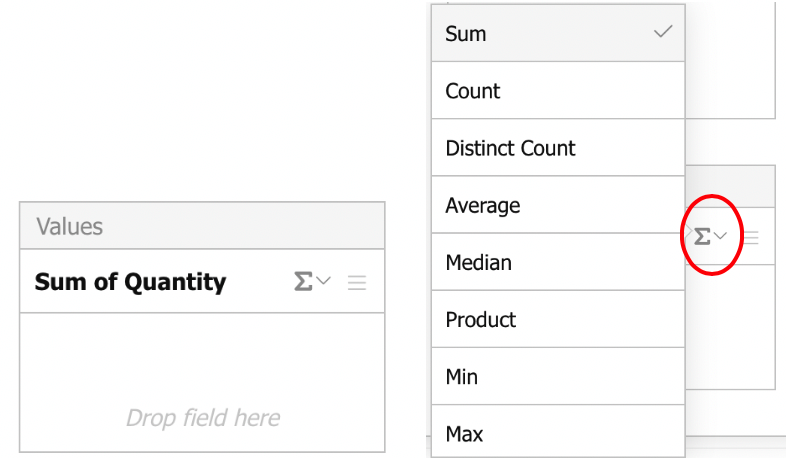 Values
Sum of Quantity Σ
Drop field here
Sum
Count
Distinct Count
Average
Median
Product
Min
Max
Σ